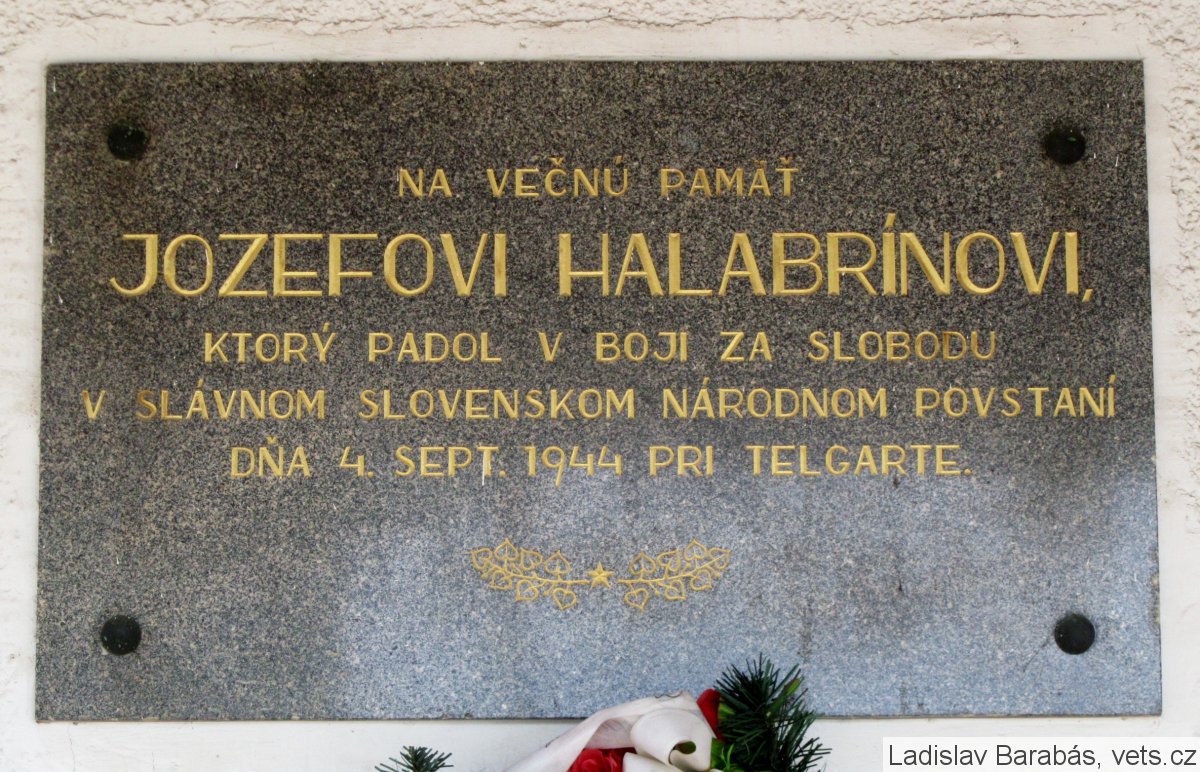 NA VEČNÚ PAMÄŤ
JOZEFOVI HALABRÍNOVI,
KTORÝ PADOL V BOJI ZA SLOBODU
V SLÁVNOM SLOVENSKOM NÁRODNOM POVSTANÍ
DŇA 4. SEPT. 1944 PRI TELGARTE.
Ladislav Barabás, vets.cz